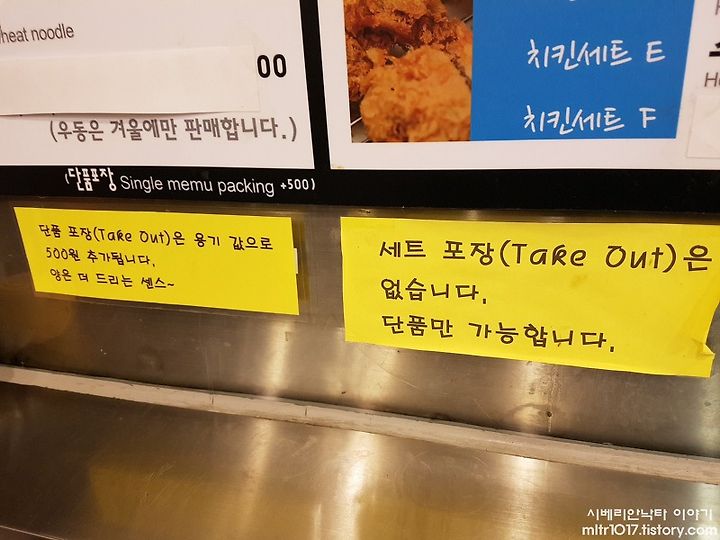 heat noodle
00
(우동은 겨울에만 판매합니다.)
(단품포장 Single memu packing +500)
치킨세트 E
치킨세트 F
단품 포장(Take Out)은 용기 값으로
500원 추가됩니다.
양은 더 드리는 센스~
세트 포장(Take Out)은
없습니다.
단품만 가능합니다.
시베리안낙타 이야기
mltr1017.tistory.com